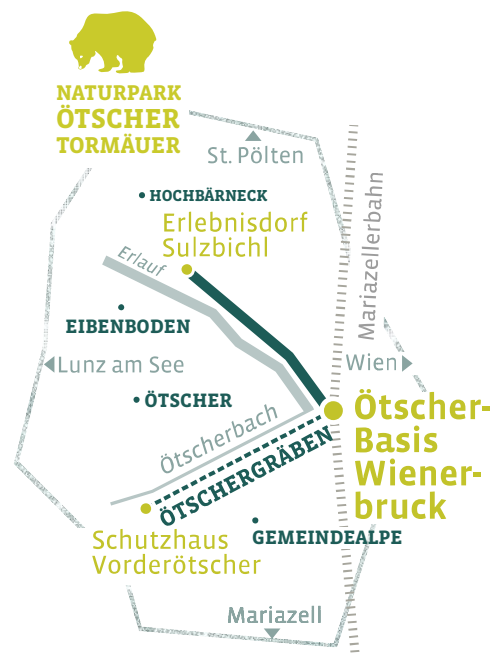 NATURPARK
ÖTSCHER
TORMÄUER
St. Pölten
HOCHBÄRNECK
Erlebnisdorf
Sulzbichl
Mariazellerbahn
Erlauf
EIBENBODEN
Lunz am See
Wien
ÖTSCHER
Ötscher-
Basis
Wiener-
bruck
Ötscherbach
ÖTSCHERGRÄBEN
Schutzhaus
Vorderötscher
GEMEINDEALPE
Mariazell